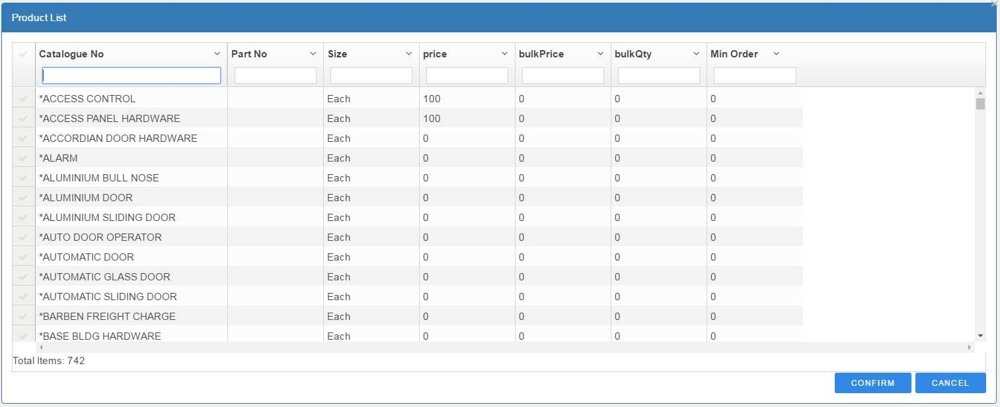 Product List
Catalogue No Part No Size price bulkPrice bulkQty Min Order
*ACCESS CONTROL Each 100 0 0 0
*ACCESS PANEL HARDWARE Each 100 0 0 0
*ACCORDIAN DOOR HARDWARE Each 0 0 0 0
*ALARM Each 0 0 0 0
*ALUMINIUM BULL NOSE Each 0 0 0 0
*ALUMINIUM DOOR Each 0 0 0 0
*ALUMINIUM SLIDING DOOR Each 0 0 0 0
*AUTO DOOR OPERATOR Each 0 0 0 0
*AUTOMATIC DOOR Each 0 0 0 0
*AUTOMATIC GLASS DOOR Each 0 0 0 0
*AUTOMATIC SLIDING DOOR Each 0 0 0 0
*BARBEN FREIGHT CHARGE Each 0 0 0 0
*BASE BLDG HARDWARE Each 0 0 0 0
Total Items: 742
CONFIRM CANCEL